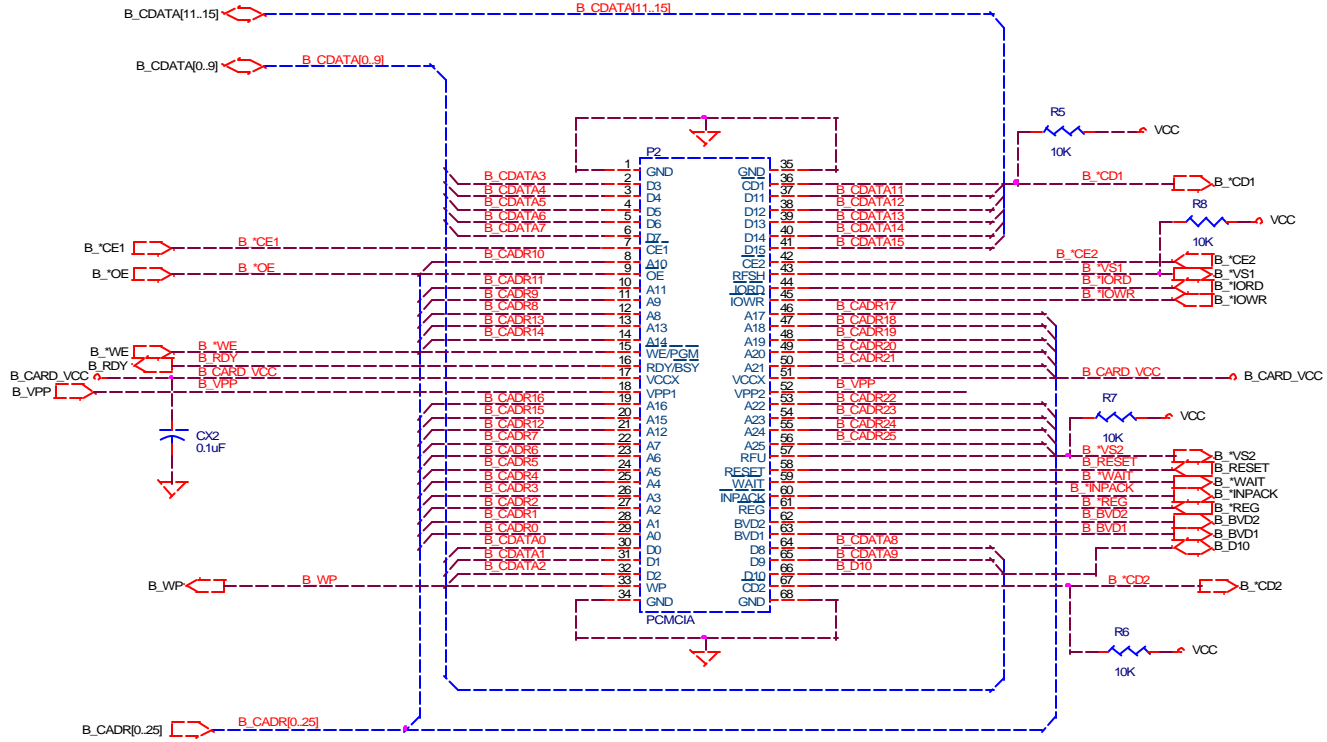 B_CDATA[11..15] B_CDATA[11..15]
B_CDATA[0..9] B_CDATA[0..9]
R5
VCC
10K
P2
1 GND GND 35
B_CDATA3 2 D3 CD1 36 B_*CD1 B_*CD1
B_CDATA4 3 D4 D11 37 B_CDATA11
B_CDATA5 4 D5 D12 38 B_CDATA12
B_CDATA6 5 D6 D13 39 B_CDATA13
B_CDATA7 6 D7 D14 40 B_CDATA14
B_*CE1 B_*CE1 7 CE1 D15 41 B_CDATA15
R8
VCC
10K
B_CADR10 8 A10 CE2 42 B_*CE2 B_*CE2
B_*OE B_*OE 9 OE RFSH 43 B_*VS1 B_*VS1
B_CADR11 10 A11 IORD 44 B_*IORD B_*IORD
B_CADR9 11 A9 IOWR 45 B_*IOWR B_*IOWR
B_CADR8 12 A8 A17 46 B_CADR17
B_CADR13 13 A13 A18 47 B_CADR18
B_CADR14 14 A14 A19 48 B_CADR19
B_*WE B_*WE 15 WE/PGM A20 49 B_CADR20
B_RDY B_RDY 16 RDY/BSY A21 50 B_CADR21
B_CARD_VCC B_CARD_VCC 17 VCCX VCCX 51 B_CARD_VCC B_CARD_VCC
B_VPP B_VPP 18 VPP1 VPP2 52 B_VPP
B_CADR16 19 A16 A22 53 B_CADR22
B_CADR15 20 A15 A23 54 B_CADR23
B_CADR12 21 A12 A24 55 B_CADR24
B_CADR7 22 A7 A25 56 B_CADR25
R7
VCC
10K
CX2
0.1uF
B_CADR6 23 A6 RFU 57 B_*VS2 B_*VS2
B_CADR5 24 A5 RESET 58 B_RESET B_RESET
B_CADR4 25 A4 WAIT 59 B_*WAIT B_*WAIT
B_CADR3 26 A3 INPACK 60 B_*INPACK B_*INPACK
B_CADR2 27 A2 REG 61 B_*REG B_*REG
B_CADR1 28 A1 BVD2 62 B_BVD2 B_BVD2
B_CADR0 29 A0 BVD1 63 B_BVD1 B_BVD1
B_CDATA0 30 D0 D8 64 B_CDATA8
B_CDATA1 31 D1 D9 65 B_CDATA9
B_CDATA2 32 D2 D10 66 B_D10 B_D10
B_WP B_WP 33 WP CD2 67 B_*CD2 B_*CD2
34 GND GND 68
PCMCIA
R6
VCC
10K
B_CADR[0..25] B_CADR[0..25]